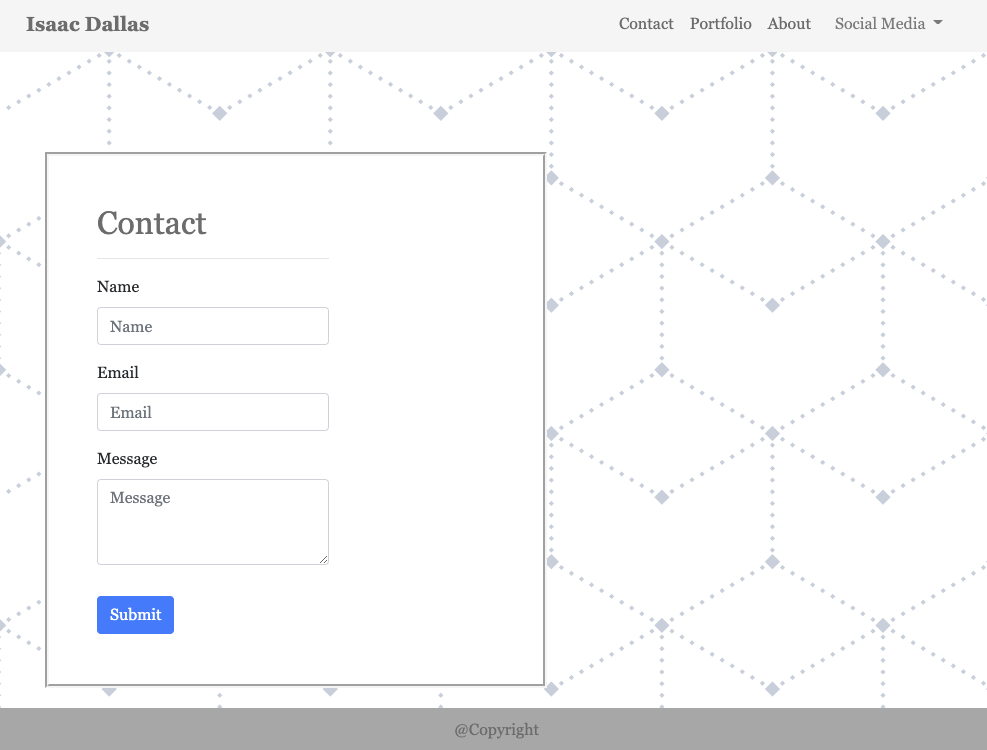 Isaac Dallas
Contact Portfolio About Social Media
Contact
Name
Name
Email
Email
Message
Message
Submit
@Copyright